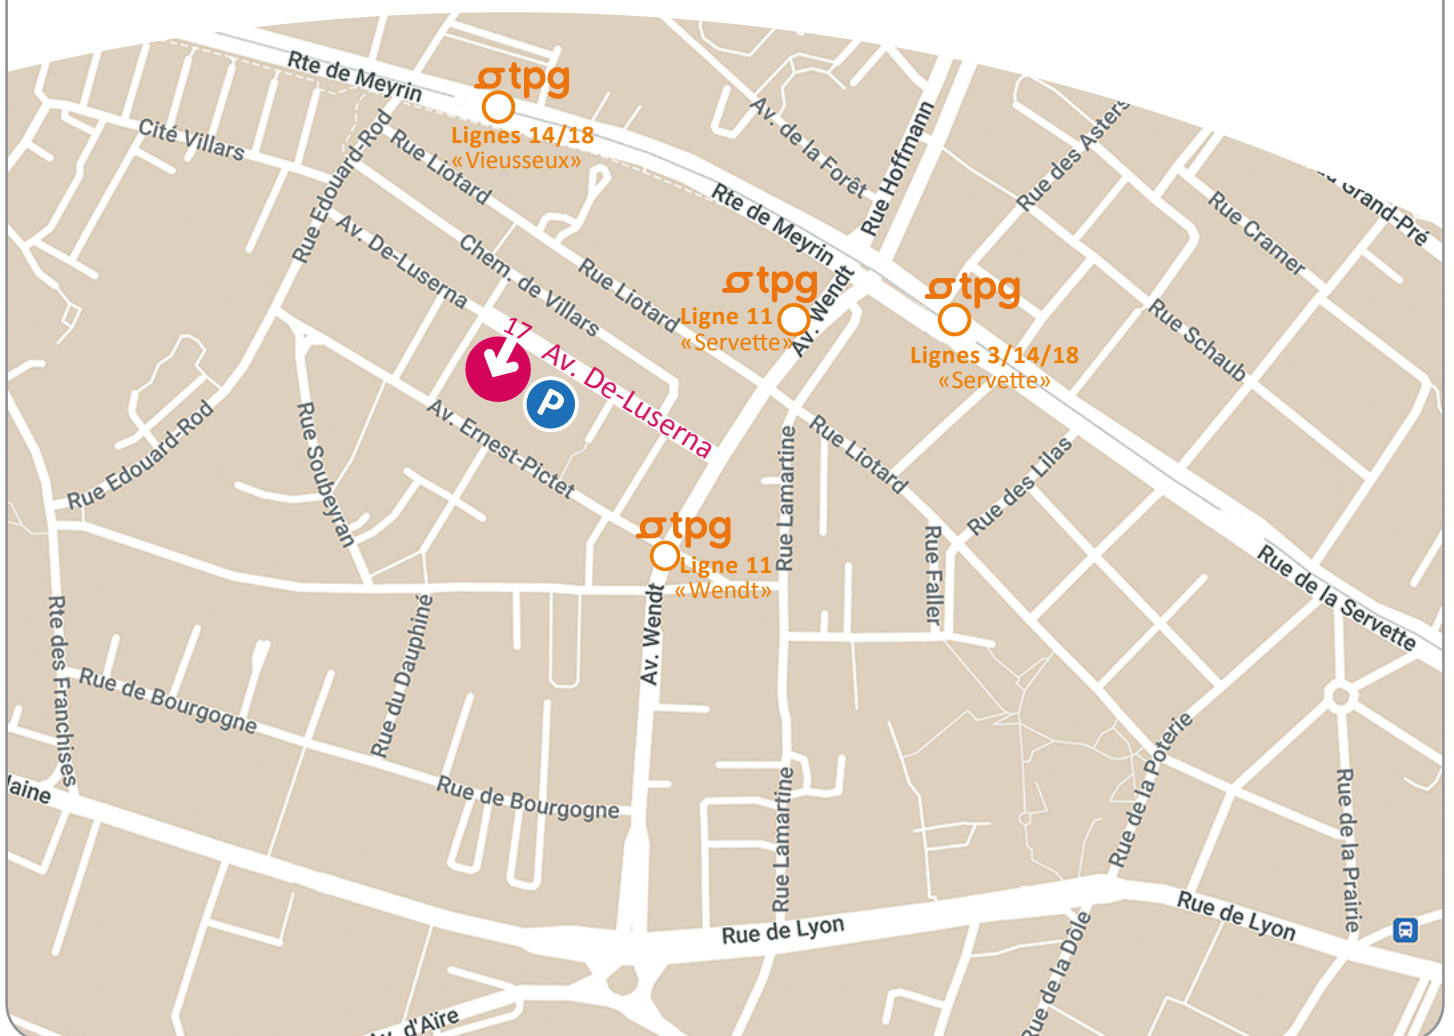 Rte de Meyrin
tpg
Lignes 14/18
«Vieusseux»
Cité Villars
Rue Edouard-Rod
Rue Liotard
Av. de la Forêt
Rue Hoffmann
Rue des Asters
Grand-Pré
Rte de Meyrin
Rue Cramer
Av. De-Luserna
Chem. de Villars
Rue Liotard
tpg
Ligne 11
«Servette»
Av. Wendt
tpg
Lignes 3/14/18
«Servette»
Rue Schaub
17 Av. De-Luserna
P
Av. Ernest-Pictet
Rue Edouard-Rod
Rue Soubeyran
Rue Lamartine
Rue Liotard
Rue des Lilas
tpg
Ligne 11
«Wendt»
Rue Faller
Rue de la Servette
Rte des Franchises
Rue du Dauphiné
Av. Wendt
Rue de Bourgogne
Rue de Bourgogne
Rue de la Poterie
Rue Lamartine
Rue de la Prairie
laine
Rue de Lyon
Rue de Lyon
Rue de la Dôle
Av. d'Aïre